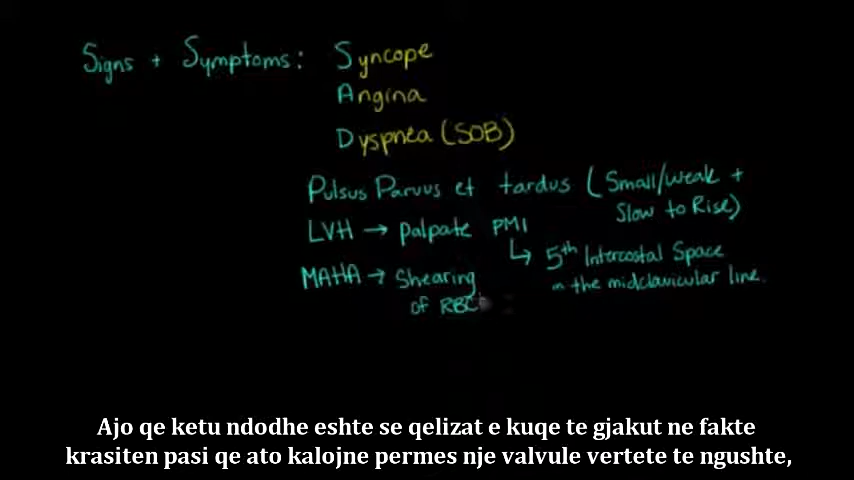 Signs + Symptoms: Syncope
Angina
Dyspnea (SOB)
Pulsus Parvus et tardus (Small/Weak +
Slow to Rise)
LVH → palpate PMI
↳ 5th Intercostal Space
in the midclavicular line.
MAHA → Shearing
of RBC
Ajo qe ketu ndodhe eshte se qelizat e kuqe te gjakut ne fakte
krasiten pasi qe ato kalojne permes nje valvule vertete te ngushte,